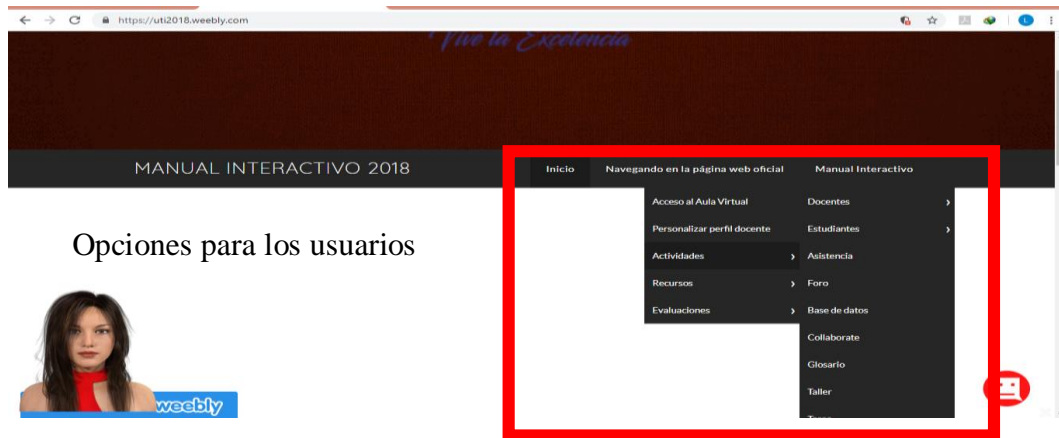 https://uti2018.weebly.com
Vive la Excelencia
MANUAL INTERACTIVO 2018
Inicio Navegando en la página web oficial Manual Interactivo
Opciones para los usuarios
Acceso al Aula Virtual
Personalizar perfil docente
Actividades
Recursos
Evaluaciones
Docentes
Estudiantes
Asistencia
Foro
Base de datos
Collaborate
Glosario
Taller
weebly